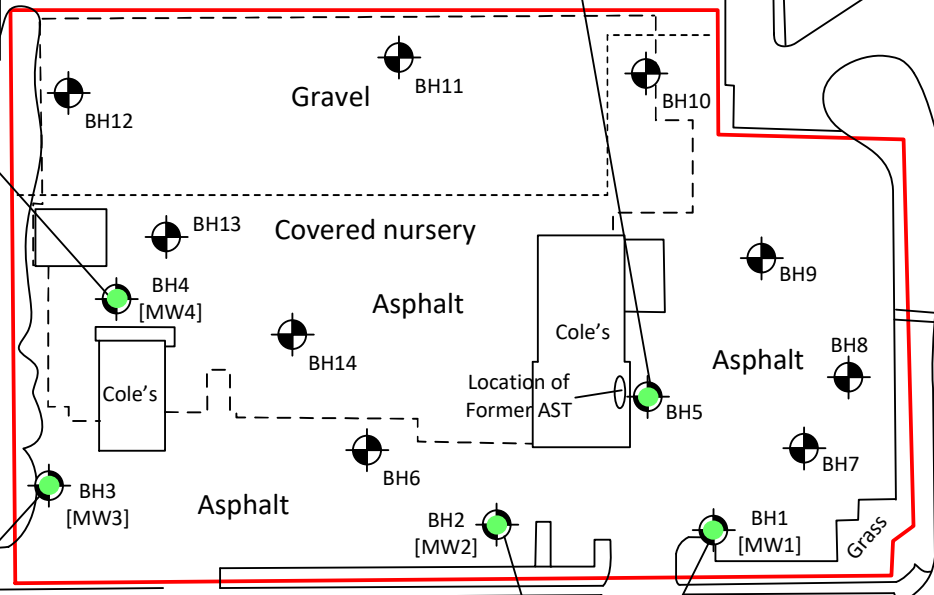 BH11
BH10
Gravel
BH12
BH13
Covered nursery
BH9
BH4
[MW4]
Asphalt
Cole's
BH8
BH14
Asphalt
Cole's
Location of
Former AST
BH5
BH7
BH6
BH3
[MW3]
Asphalt
BH2
[MW2]
BH1
[MW1]
Grass